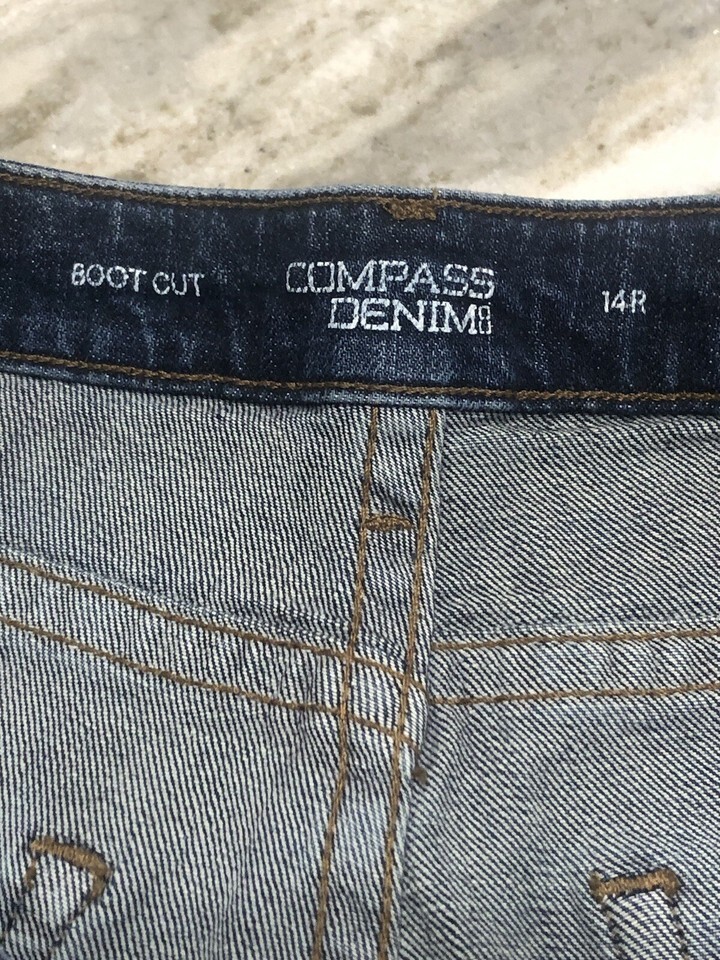 BOOT CUT
COMPASS
DENIM
14R